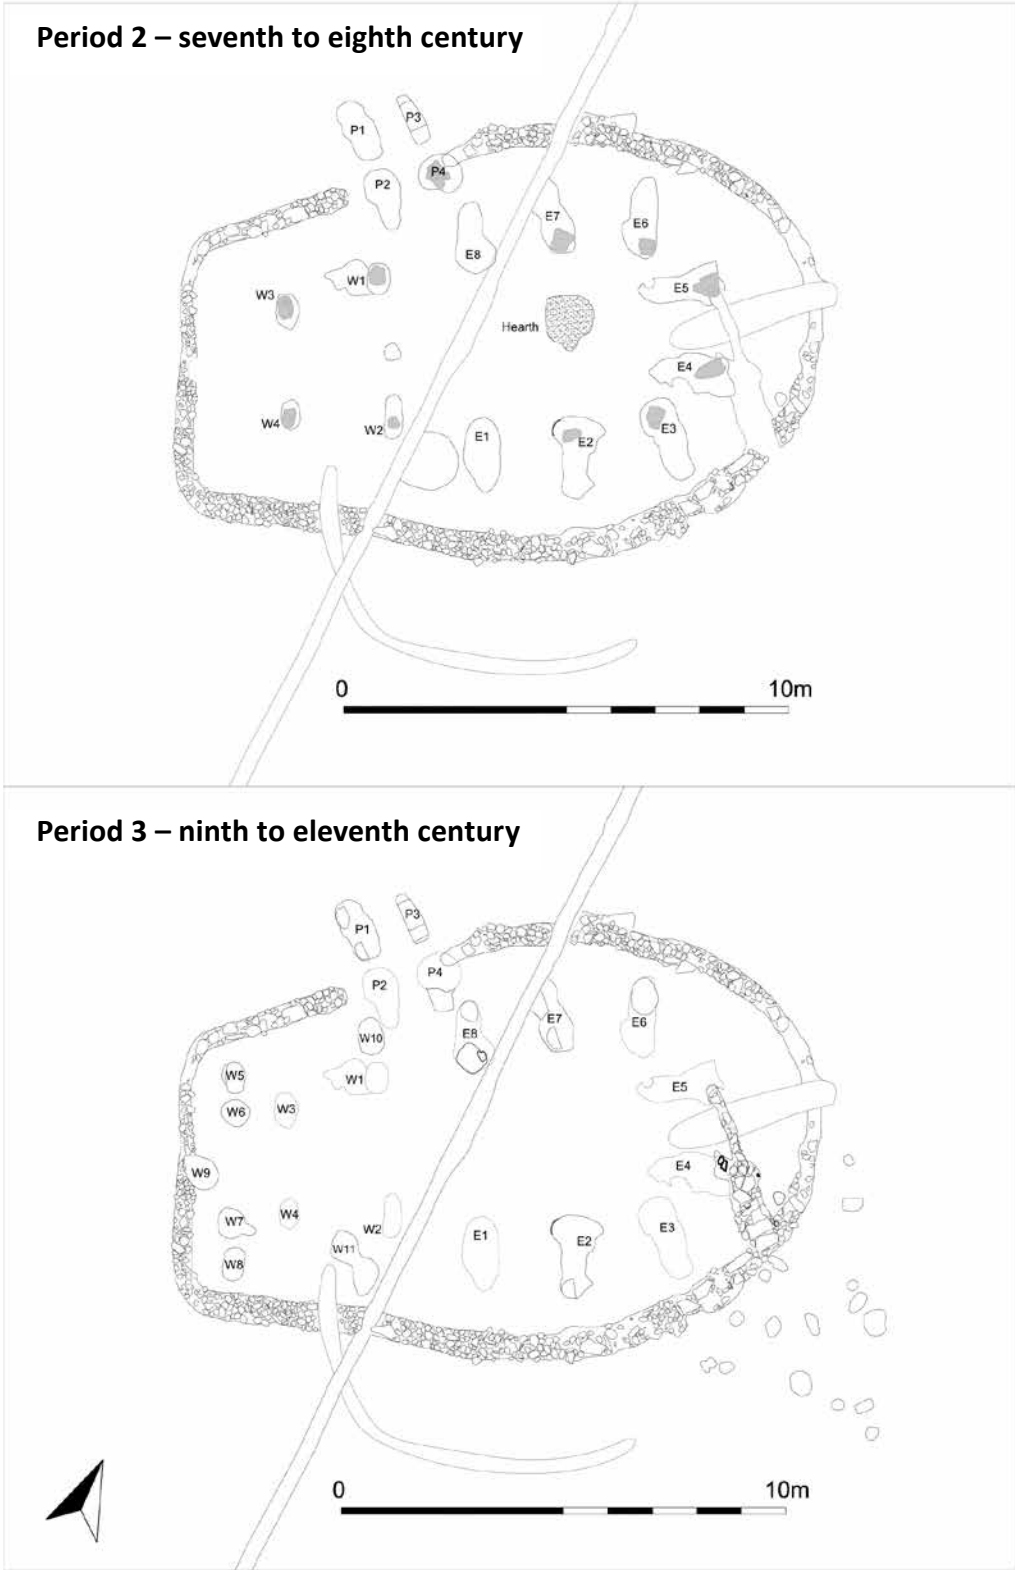 Period 2 – seventh to eighth century
P1
P3
P4
P2
E7
E6
E8
W1
E5
W3
Hearth
E4
W4
W2
E1
E2
E3
0 10m
Period 3 – ninth to eleventh century
P1
P3
P4
P2
E7
E6
E8
W10
W5
W1
E5
W6
W3
E4
W9
W4
W7
W2
E1
E2
E3
W11
W8
0 10m